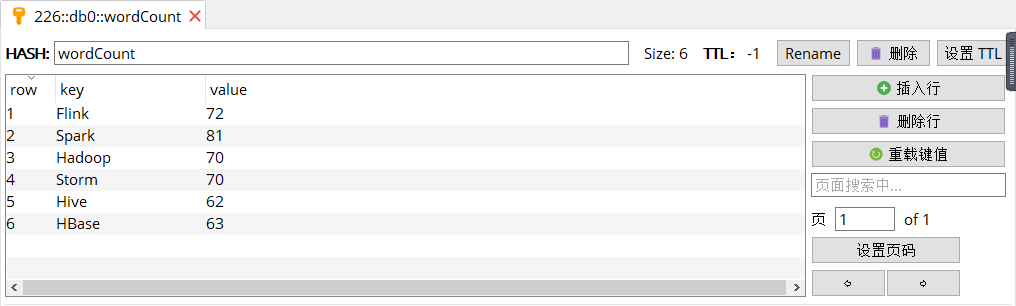 226::db0::wordCount
HASH: wordCount Size: 6 TTL: -1 Rename 删除 设置 TTL
row key value
1 Flink 72
2 Spark 81
3 Hadoop 70
4 Storm 70
5 Hive 62
6 HBase 63
插入行
删除行
重载键值
页面搜索中...
页 1 of 1
设置页码